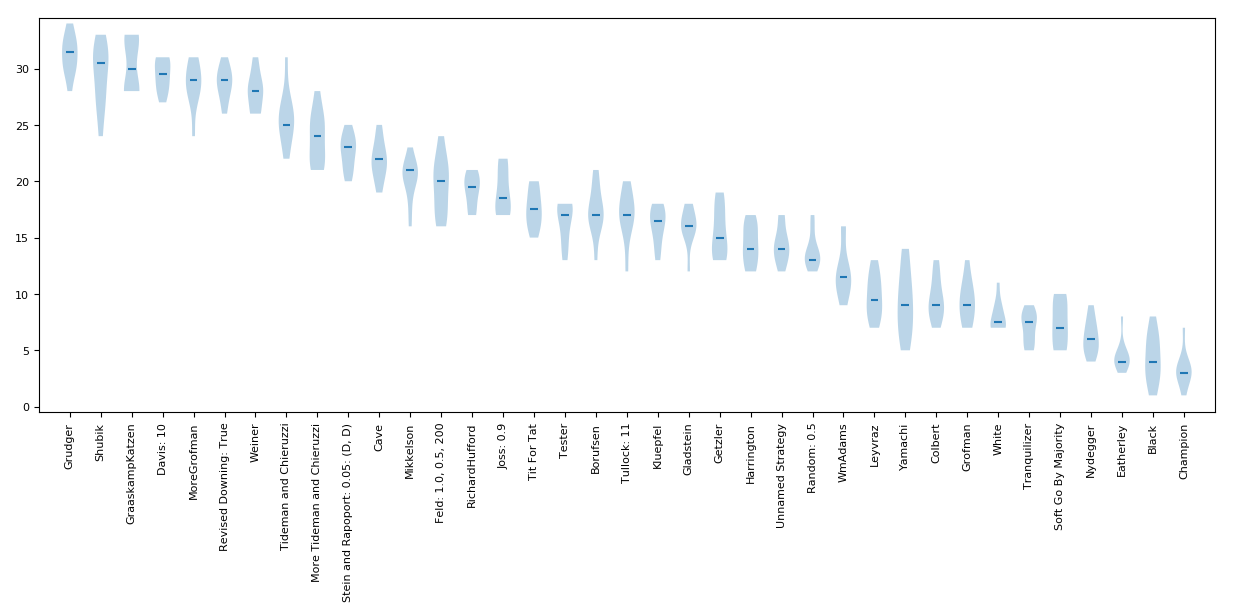 30
25
20
15
10
5
0
Grudger
Shubik
GraaskampKatzen
Davis: 10
MoreGrofman
Revised Downing: True
Weiner
Tideman and Chieruzzi
More Tideman and Chieruzzi
Stein and Rapoport: 0.05: (D, D)
Cave
Mikkelson
Feld: 1.0, 0.5, 200
RichardHufford
Joss: 0.9
Tit For Tat
Tester
Borufsen
Tullock: 11
Kluepfel
Gladstein
Getzler
Harrington
Unnamed Strategy
Random: 0.5
WmAdams
Leyvraz
Yamachi
Colbert
Grofman
White
Tranquilizer
Soft Go By Majority
Nydegger
Eatherley
Black
Champion